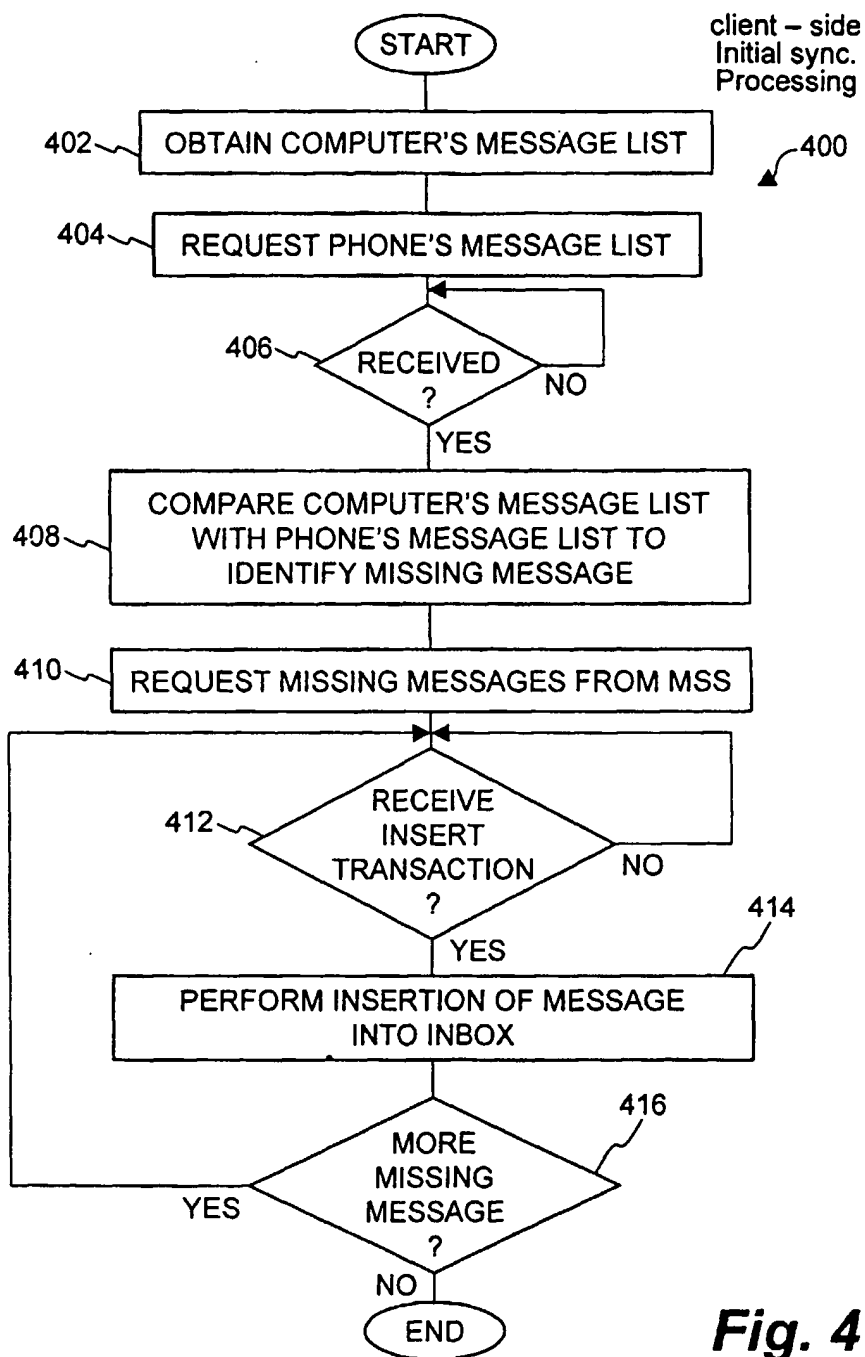 START
client – side
Initial sync.
Processing
400
402
OBTAIN COMPUTER'S MESSAGE LIST
404
REQUEST PHONE'S MESSAGE LIST
406
RECEIVED
?
NO
YES
408
COMPARE COMPUTER'S MESSAGE LIST
WITH PHONE'S MESSAGE LIST TO
IDENTIFY MISSING MESSAGE
410
REQUEST MISSING MESSAGES FROM MSS
412
RECEIVE
INSERT
TRANSACTION
?
NO
YES
414
PERFORM INSERTION OF MESSAGE
INTO INBOX
416
MORE
MISSING
MESSAGE
?
YES
NO
END
Fig. 4